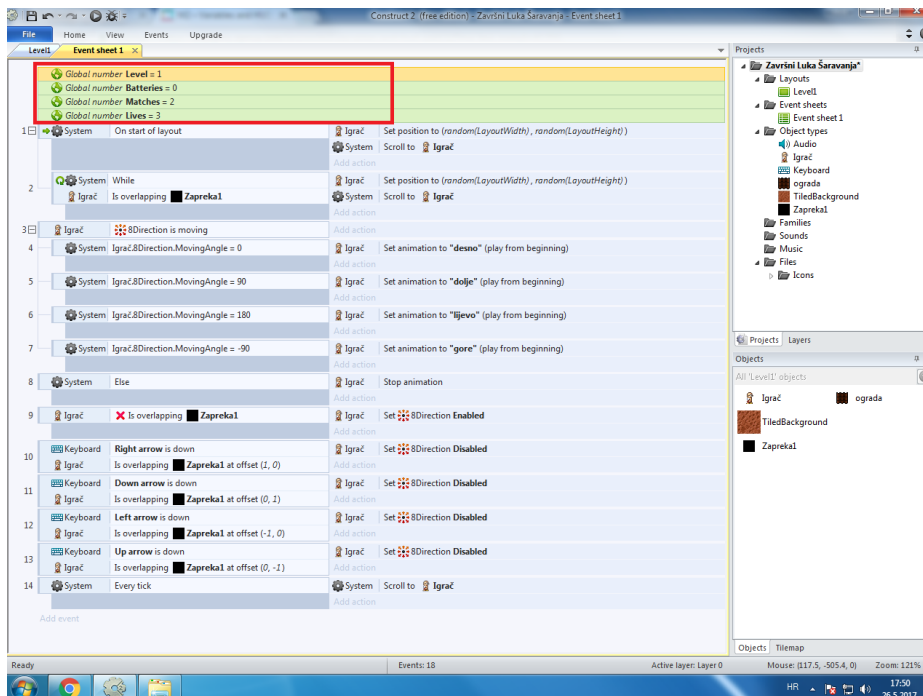 Construct 2 (free edition) - Završni Luka Šaravanja - Event sheet 1
File Home View Events Upgrade
Level1 Event sheet 1
Global number Level = 1
Global number Batteries = 0
Global number Matches = 2
Global number Lives = 3
1 System On start of layout Igrač Set position to (random(LayoutWidth) , random(LayoutHeight) )
System Scroll to Igrač
Add action
2 System While Igrač Set position to (random(LayoutWidth) , random(LayoutHeight) )
Igrač Is overlapping Zapreka1 System Scroll to Igrač
Add action
3 Igrač 8Direction is moving Add action
4 System Igrač.8Direction.MovingAngle = 0 Igrač Set animation to "desno" (play from beginning)
Add action
5 System Igrač.8Direction.MovingAngle = 90 Igrač Set animation to "dolje" (play from beginning)
Add action
6 System Igrač.8Direction.MovingAngle = 180 Igrač Set animation to "lijevo" (play from beginning)
Add action
7 System Igrač.8Direction.MovingAngle = -90 Igrač Set animation to "gore" (play from beginning)
Add action
8 System Else Igrač Stop animation
Add action
9 Igrač Is overlapping Zapreka1 Igrač Set 8Direction Enabled
Add action
10 Keyboard Right arrow is down Igrač Set 8Direction Disabled
Igrač Is overlapping Zapreka1 at offset (1, 0) Add action
11 Keyboard Down arrow is down Igrač Set 8Direction Disabled
Igrač Is overlapping Zapreka1 at offset (0, 1) Add action
12 Keyboard Left arrow is down Igrač Set 8Direction Disabled
Igrač Is overlapping Zapreka1 at offset (-1, 0) Add action
13 Keyboard Up arrow is down Igrač Set 8Direction Disabled
Igrač Is overlapping Zapreka1 at offset (0, -1) Add action
14 System Every tick System Scroll to Igrač
Add action
Add event
Projects
Završni Luka Šaravanja*
Layouts
Level1
Event sheets
Event sheet 1
Object types
Audio
Igrač
Keyboard
ograda
TiledBackground
Zapreka1
Families
Sounds
Music
Files
Icons
Projects Layers
Objects
All 'Level1' objects
Igrač ograda
TiledBackground
Zapreka1
Objects Tilemap
Ready Events: 18 Active layer: Layer 0 Mouse: (117.5, -505.4, 0) Zoom: 121%
HR 17:50
26.5.2017